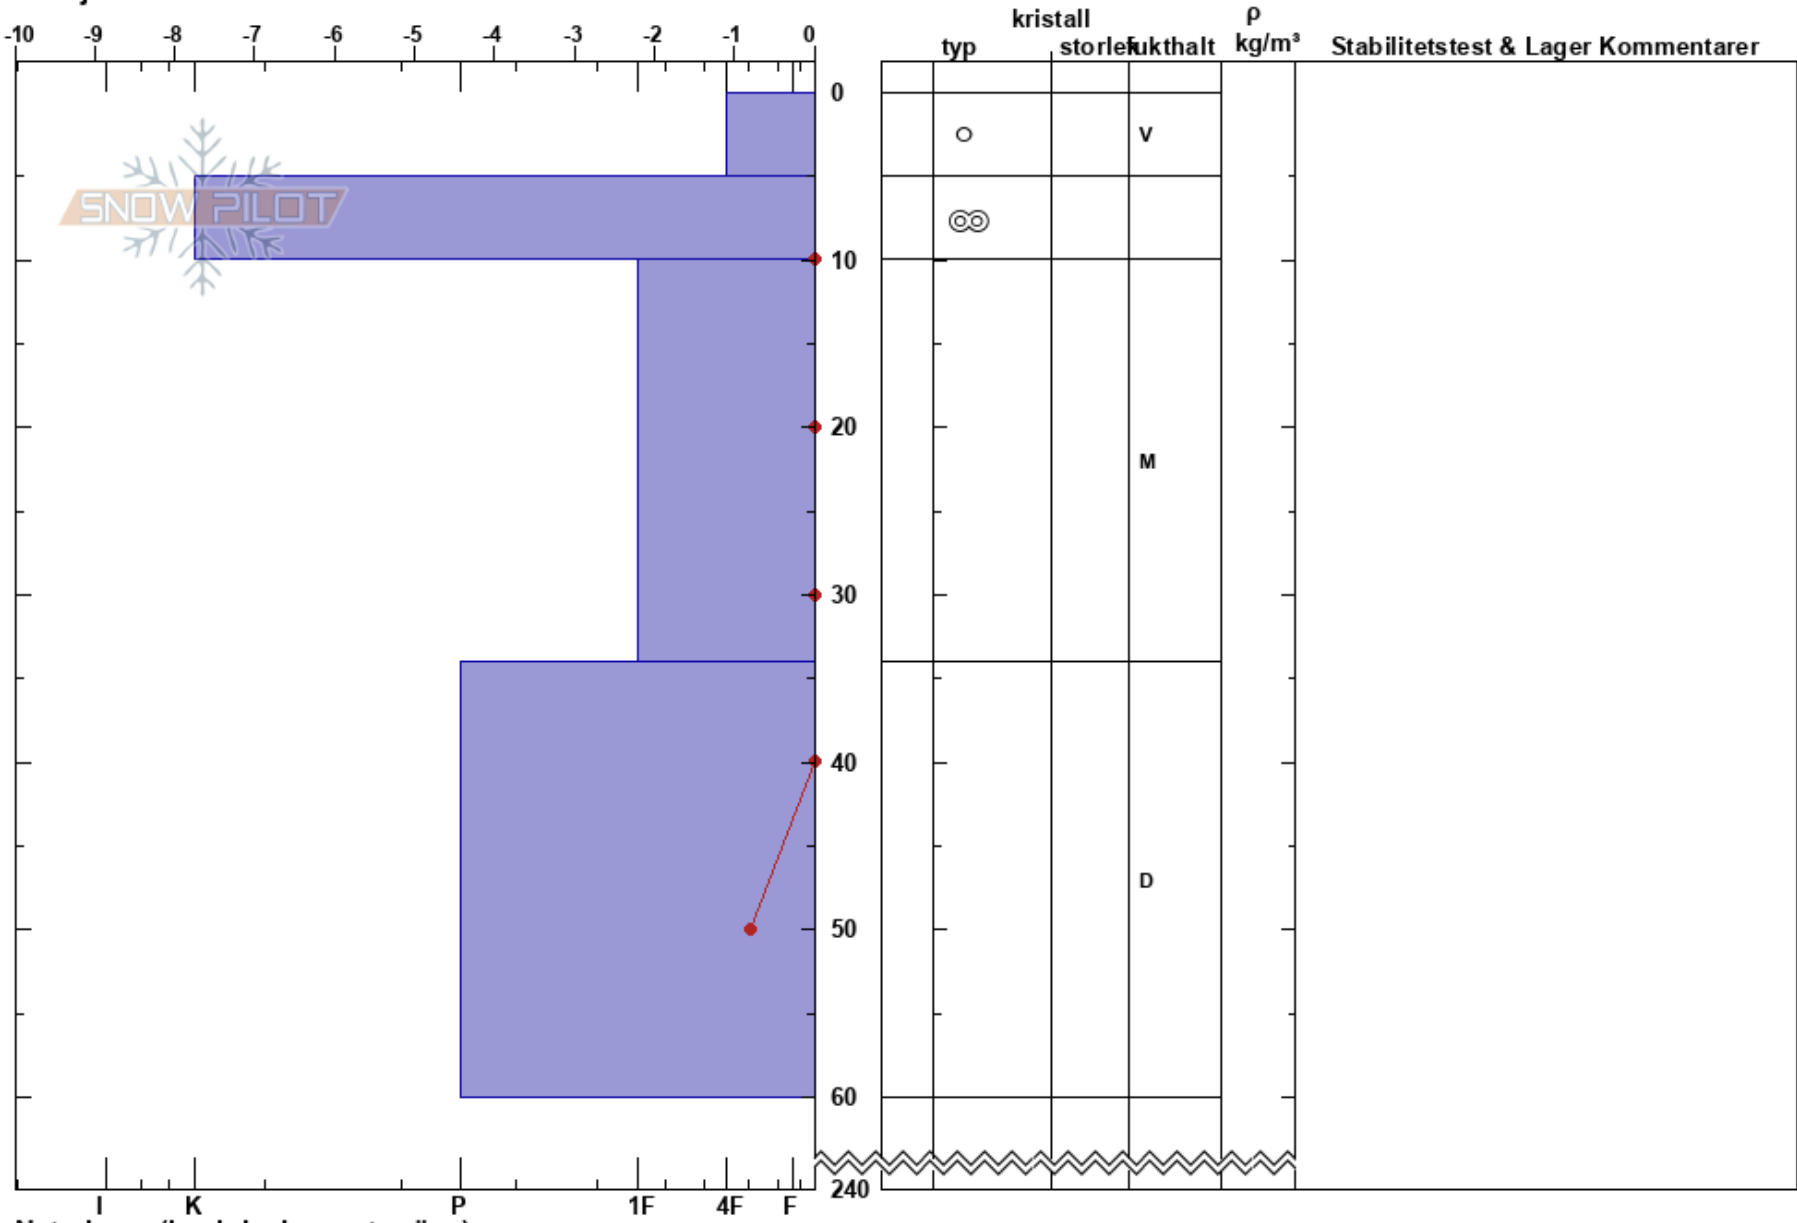 kristall ρ
-10 -9 -8 -7 -6 -5 -4 -3 -2 -1 0 typ storlek fukthalt kg/m³ Stabilitetstest & Lager Kommentarer
0
V
SNOW PILOT
10
20
M
30
40
D
50
60
240
I K P 1F 4F F